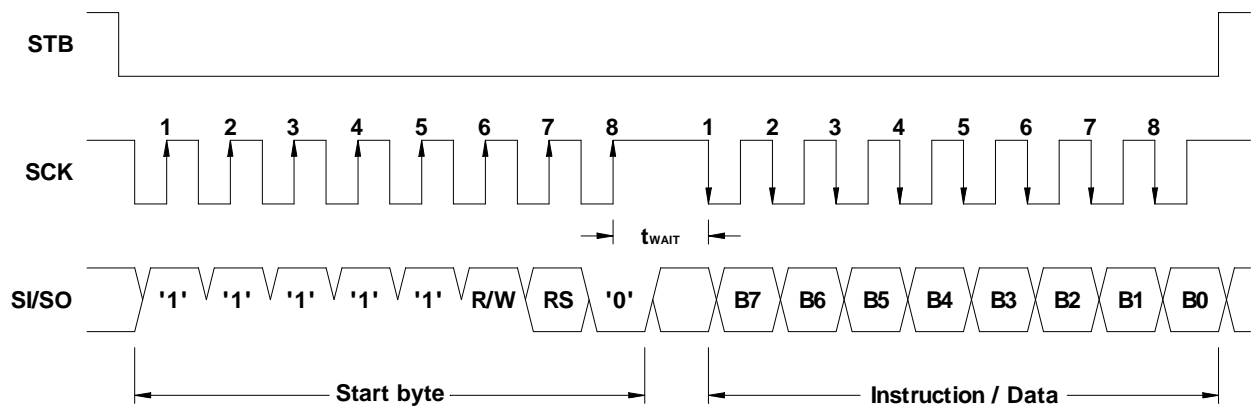 STB
1 2 3 4 5 6 7 8 1 2 3 4 5 6 7 8
SCK
tWAIT
SI/SO '1' '1' '1' '1' '1' R/W RS '0' B7 B6 B5 B4 B3 B2 B1 B0
Start byte Instruction / Data